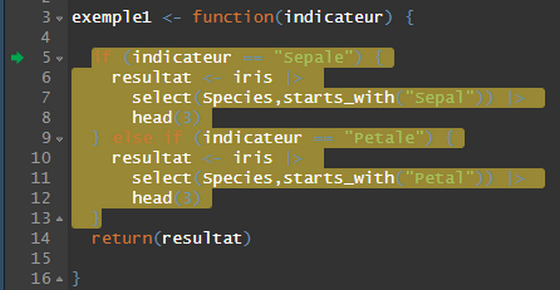 3 exemple1 <- function(indicateur) {
4
5 if (indicateur == "Sepale") {
6 resultat <- iris |>
7 select(Species,starts_with("Sepal")) |>
8 head(3)
9 } else if (indicateur == "Petale") {
10 resultat <- iris |>
11 select(Species,starts_with("Petal")) |>
12 head(3)
13 }
14 return(resultat)
15
16 }